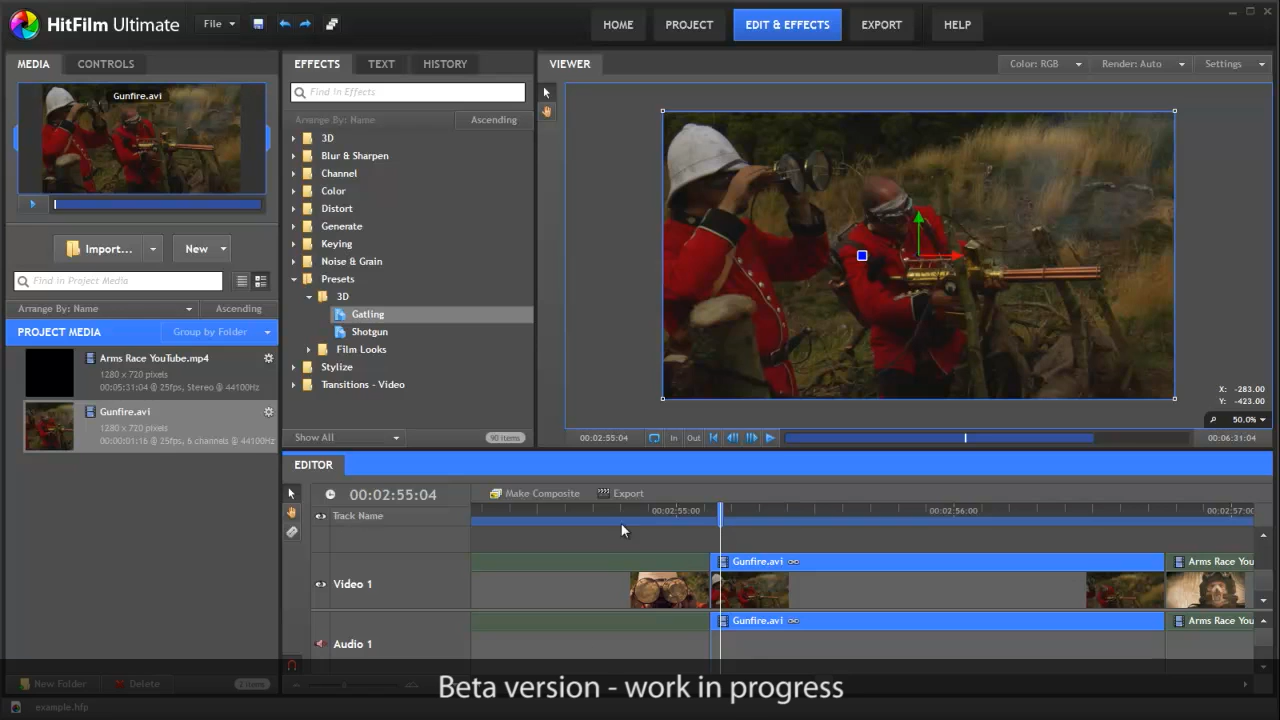 HitFilm Ultimate
File
HOME
PROJECT
EDIT & EFFECTS
EXPORT
HELP
MEDIA
CONTROLS
Gunfire.avi
Import...
New
Find in Project Media
Arrange By: Name
Ascending
PROJECT MEDIA
Group by Folder
Arms Race YouTube.mp4
1280 x 720 pixels
00:05:31:04 @ 25fps, Stereo @ 44100Hz
Gunfire.avi
1280 x 720 pixels
00:00:01:16 @ 25fps, 6 channels @ 44100Hz
New Folder
Delete
2 items
example.hfp
EFFECTS
TEXT
HISTORY
Find in Effects
Arrange By: Name
Ascending
3D
Blur & Sharpen
Channel
Color
Distort
Generate
Keying
Noise & Grain
Presets
3D
Gatling
Shotgun
Film Looks
Stylize
Transitions - Video
Show All
90 items
VIEWER
Color: RGB
Render: Auto
Settings
X: -283.00
Y: -423.00
50.0%
00:02:55:04
In
Out
00:06:31:04
EDITOR
00:02:55:04
Make Composite
Export
Track Name
00:02:55:00
00:02:56:00
00:02:57:00
Video 1
Gunfire.avi
Arms Race You
Audio 1
Gunfire.avi
Arms Race You
Beta version - work in progress